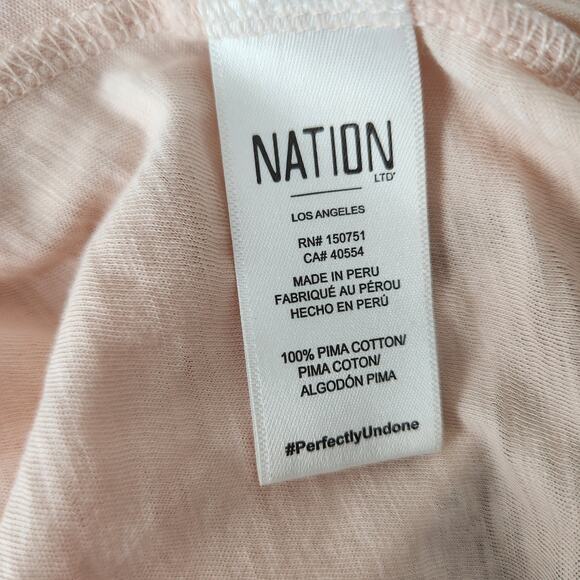 NATION
LTD'
LOS ANGELES
RN# 150751
CA# 40554
MADE IN PERU
FABRIQUÉ AU PÉROU
HECHO EN PERÚ
100% PIMA COTTON/
PIMA COTON/
ALGODÓN PIMA
#PerfectlyUndone